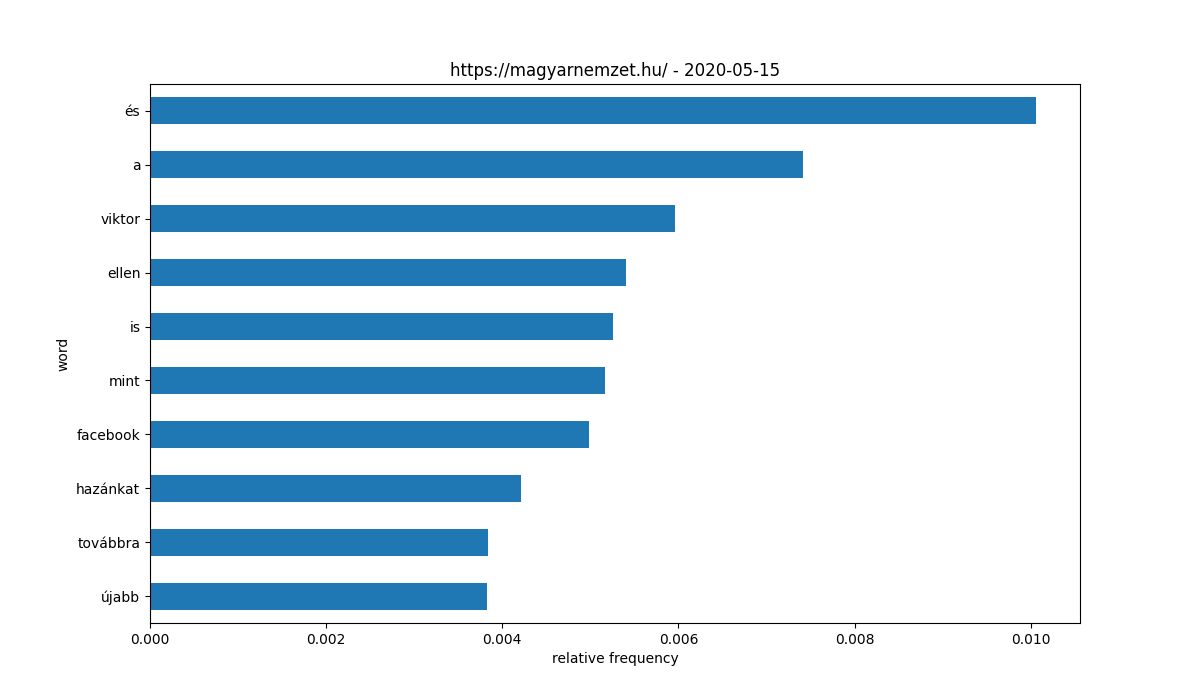 https://magyarnemzet.hu/ - 2020-05-15
és
a
viktor
ellen
is
mint
facebook
hazánkat
továbbra
újabb
word
0.000 0.002 0.004 0.006 0.008 0.010
relative frequency